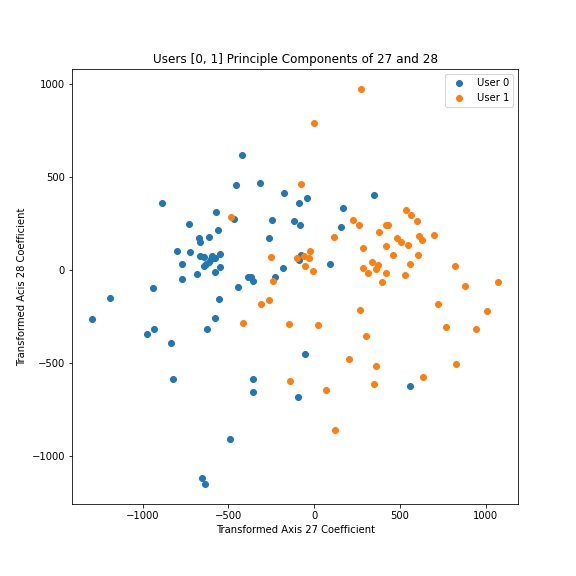 Users [0, 1] Principle Components of 27 and 28
User 0
User 1
1000
500
0
−500
−1000
Transformed Acis 28 Coefficient
−1000
−500
0
500
1000
Transformed Axis 27 Coefficient